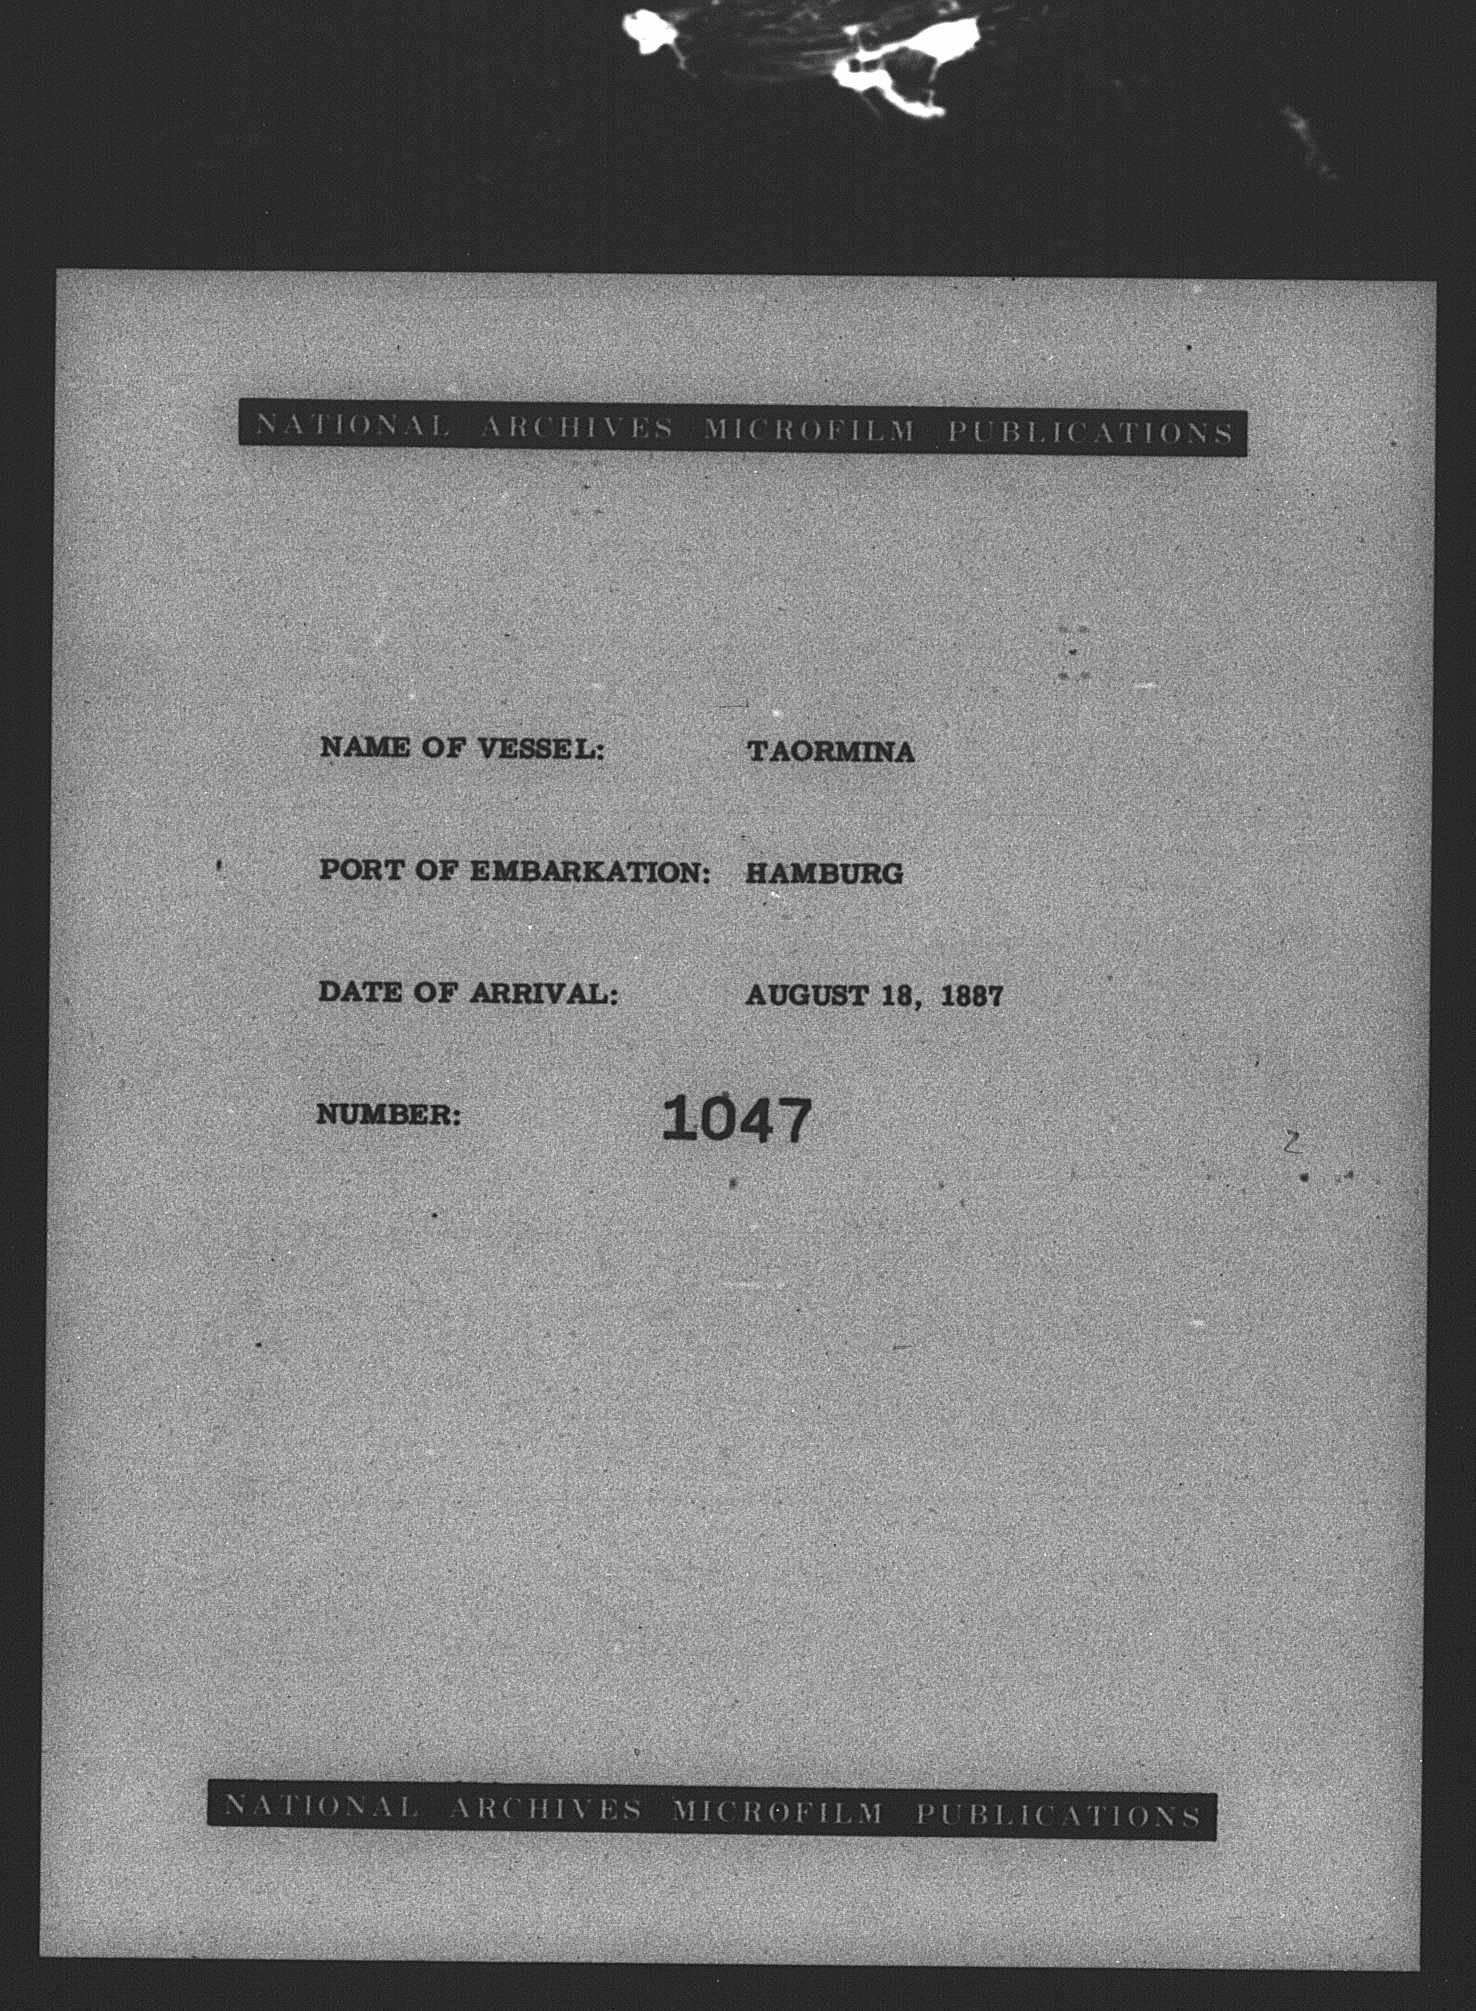 NATIONAL ARCHIVES MICROFILM PUBLICATIONS
NAME OF VESSEL: TAORMINA
PORT OF EMBARKATION: HAMBURG
DATE OF ARRIVAL: AUGUST 18, 1887
NUMBER: 1047
2
NATIONAL ARCHIVES MICROFILM PUBLICATIONS